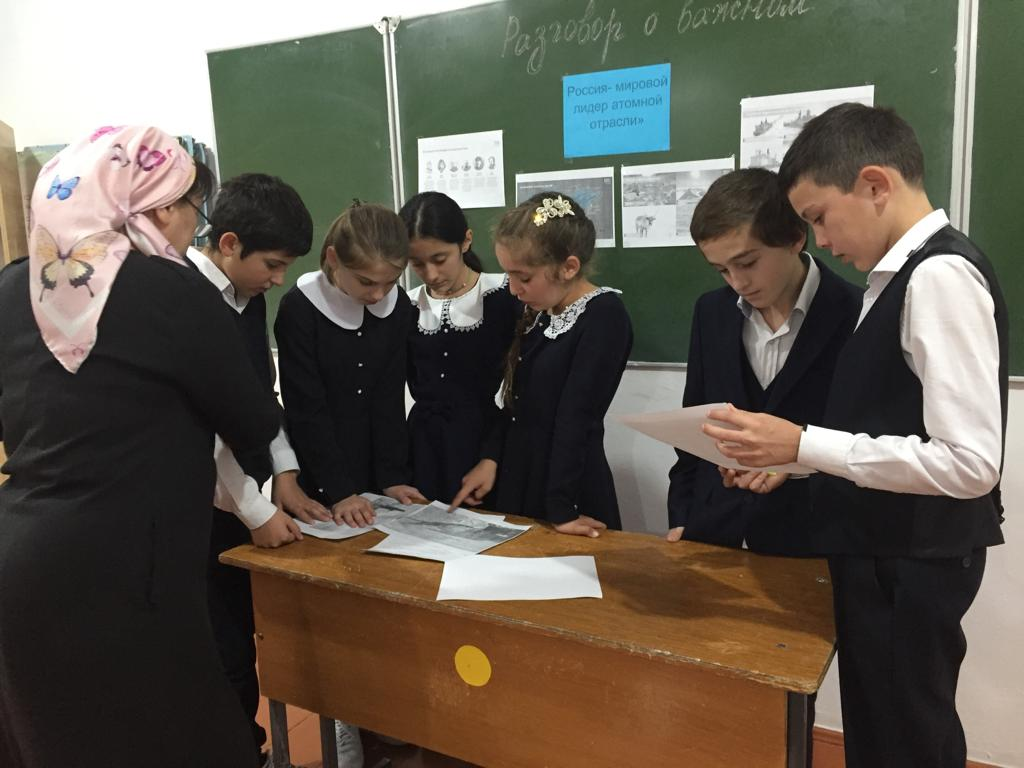 Разговор о важном
Россия- мировой
лидер атомной
отрасли»